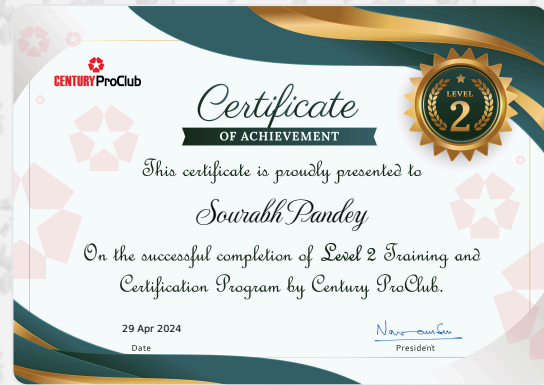 CENTURY ProClub
Certificate
OF ACHIEVEMENT
LEVEL
2
This certificate is proudly presented to
Sourabh Pandey
On the successful completion of Level 2 Training and
Certification Program by Century ProClub.
29 Apr 2024
Date
President